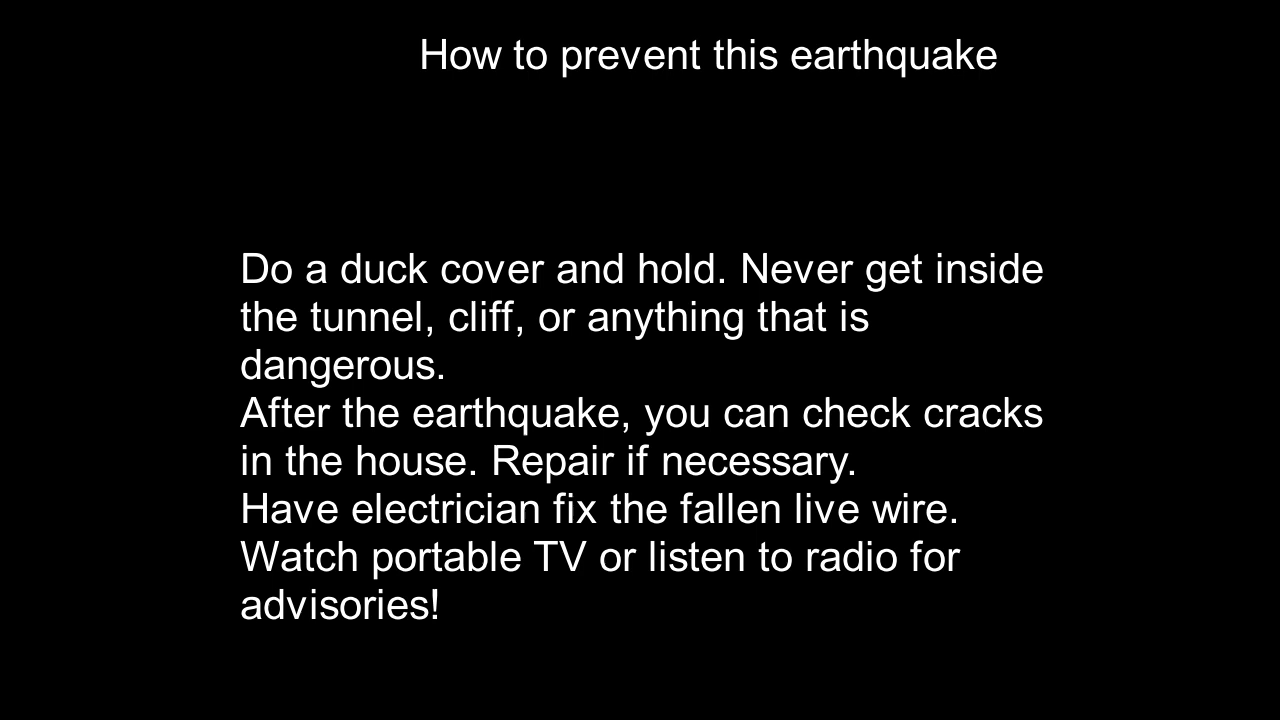 How to prevent this earthquake
Do a duck cover and hold. Never get inside
the tunnel, cliff, or anything that is
dangerous.
After the earthquake, you can check cracks
in the house. Repair if necessary.
Have electrician fix the fallen live wire.
Watch portable TV or listen to radio for
advisories!